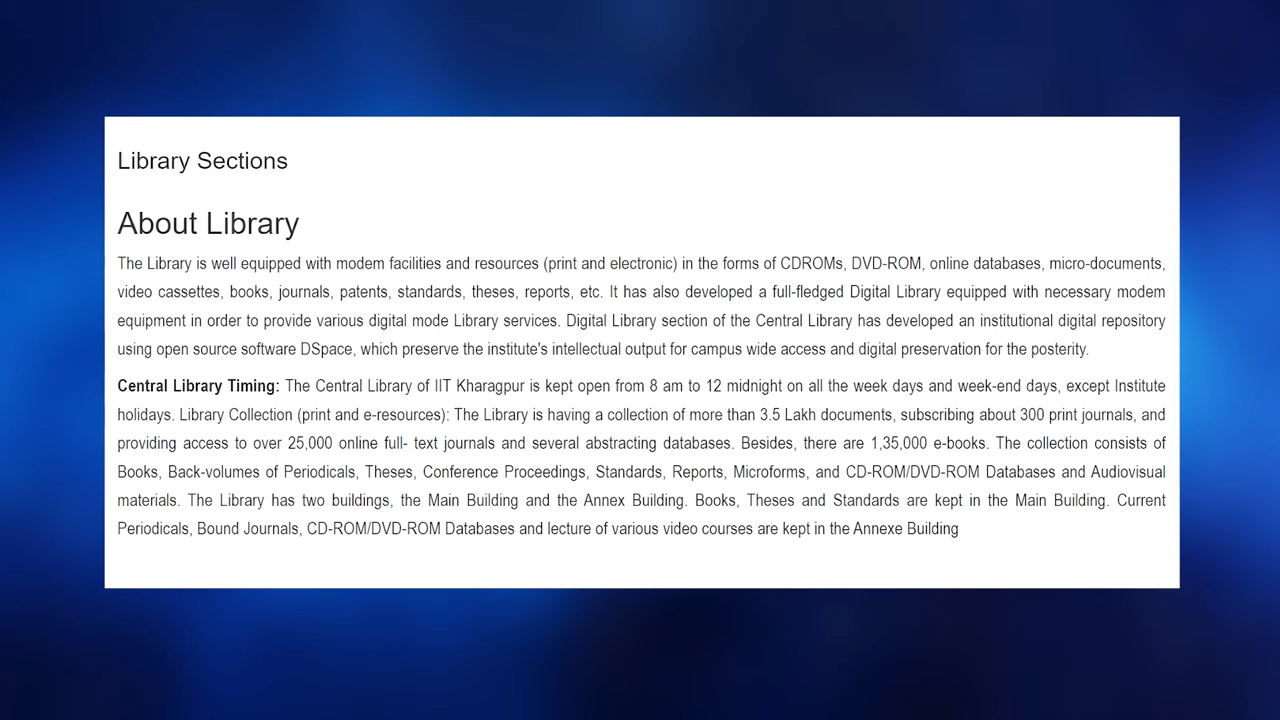 Library Sections
About Library
The Library is well equipped with modem facilities and resources (print and electronic) in the forms of CDROMs, DVD-ROM, online databases, micro-documents,
video cassettes, books, journals, patents, standards, theses, reports, etc. It has also developed a full-fledged Digital Library equipped with necessary modem
equipment in order to provide various digital mode Library services. Digital Library section of the Central Library has developed an institutional digital repository
using open source software DSpace, which preserve the institute's intellectual output for campus wide access and digital preservation for the posterity.
Central Library Timing: The Central Library of IIT Kharagpur is kept open from 8 am to 12 midnight on all the week days and week-end days, except Institute
holidays. Library Collection (print and e-resources): The Library is having a collection of more than 3.5 Lakh documents, subscribing about 300 print journals, and
providing access to over 25,000 online full- text journals and several abstracting databases. Besides, there are 1,35,000 e-books. The collection consists of
Books, Back-volumes of Periodicals, Theses, Conference Proceedings, Standards, Reports, Microforms, and CD-ROM/DVD-ROM Databases and Audiovisual
materials. The Library has two buildings, the Main Building and the Annex Building. Books, Theses and Standards are kept in the Main Building. Current
Periodicals, Bound Journals, CD-ROM/DVD-ROM Databases and lecture of various video courses are kept in the Annexe Building